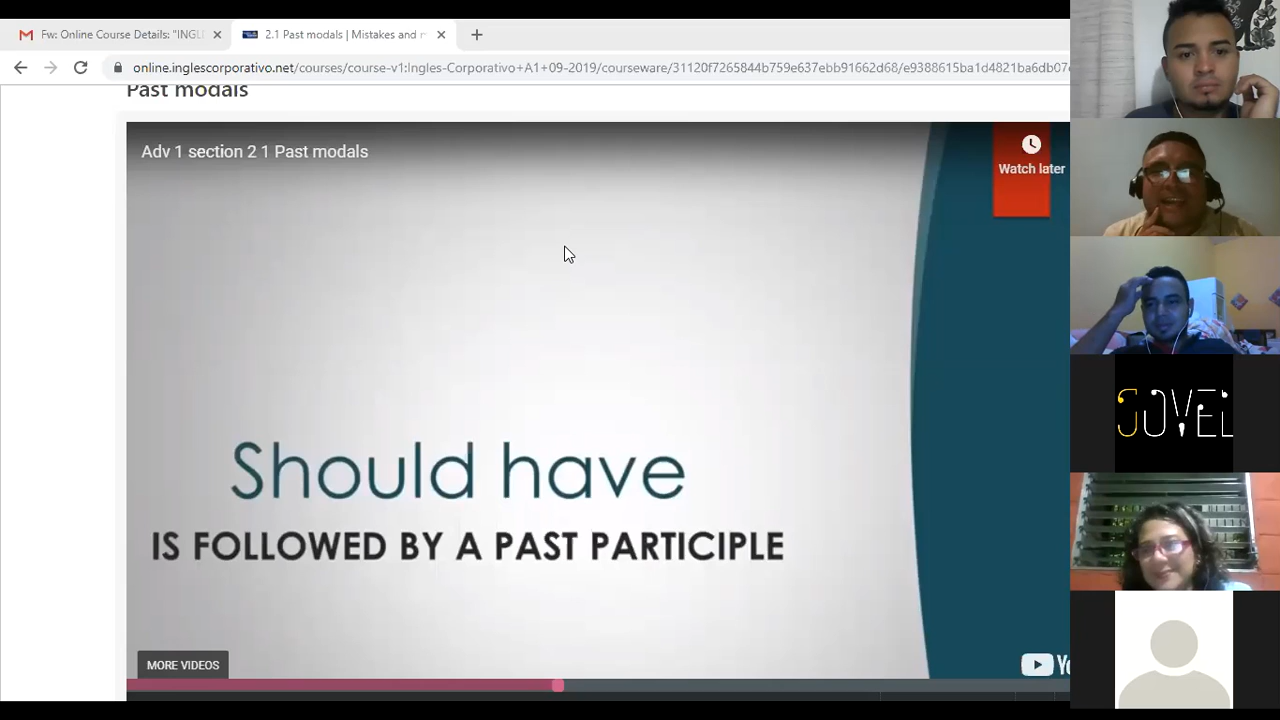 Fw: Online Course Details: "INGL
2.1 Past modals | Mistakes and m
online.inglescorporativo.net/courses/course-v1:Ingles-Corporativo+A1+09-2019/courseware/31120f7265844b759e637ebb91662d68/e9388615ba1d4821ba6db07
Past modals
Adv 1 section 2 1 Past modals
Watch later
Should have
IS FOLLOWED BY A PAST PARTICIPLE
JOVEL
MORE VIDEOS